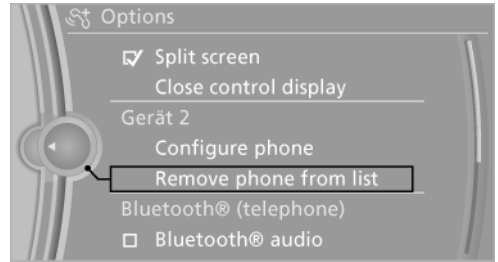 Options
Split screen
Close control display
Gerät 2
Configure phone
Remove phone from list
Bluetooth® (telephone)
Bluetooth® audio